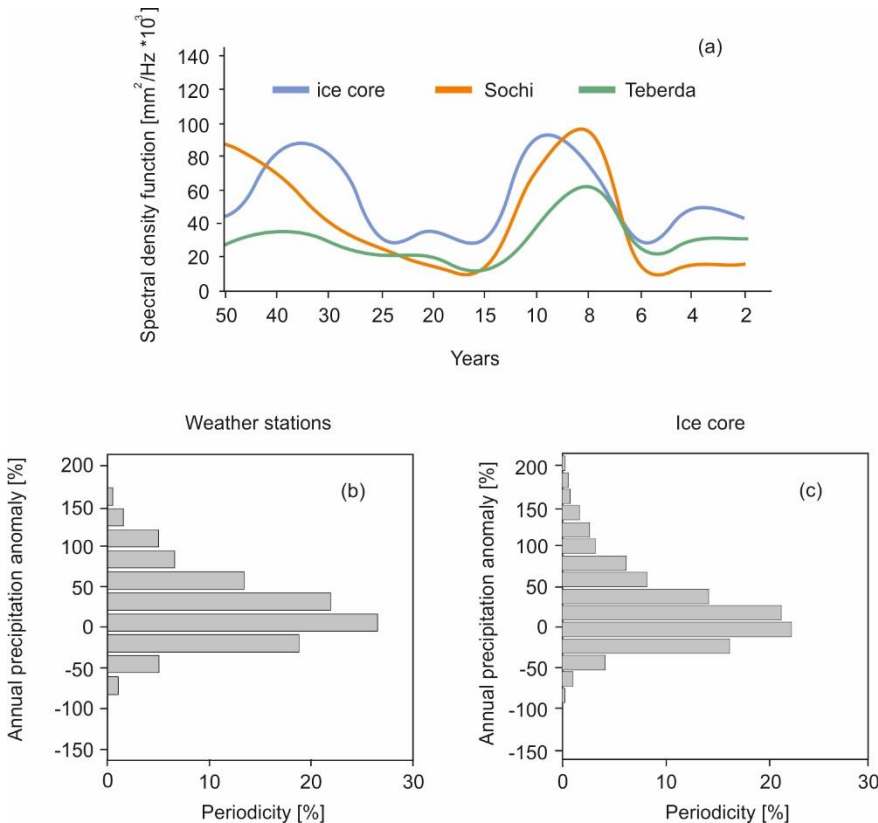 Spectral density function [mm²/Hz *10³]
(a)
140
120
100
80
60
40
20
0
ice core Sochi Teberda
50 40 30 25 20 15 10 8 6 4 2
Years
Weather stations
Annual precipitation anomaly [%]
(b)
200
150
100
50
0
-50
-100
-150
0 10 20 30
Periodicity [%]
Ice core
Annual precipitation anomaly [%]
(c)
200
150
100
50
0
-50
-100
-150
0 10 20 30
Periodicity [%]